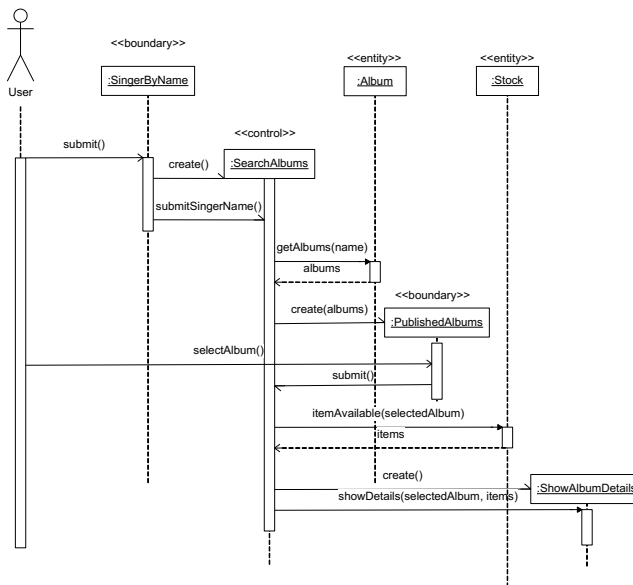 <<boundary>>
<<entity>>
<<entity>>
:SingerByName
:Album
:Stock
User
<<control>>
submit()
create()
:SearchAlbums
submitSingerName()
getAlbums(name)
albums
<<boundary>>
create(albums)
:PublishedAlbums
selectAlbum()
submit()
itemAvailable(selectedAlbum)
items
create()
:ShowAlbumDetails
showDetails(selectedAlbum, items)